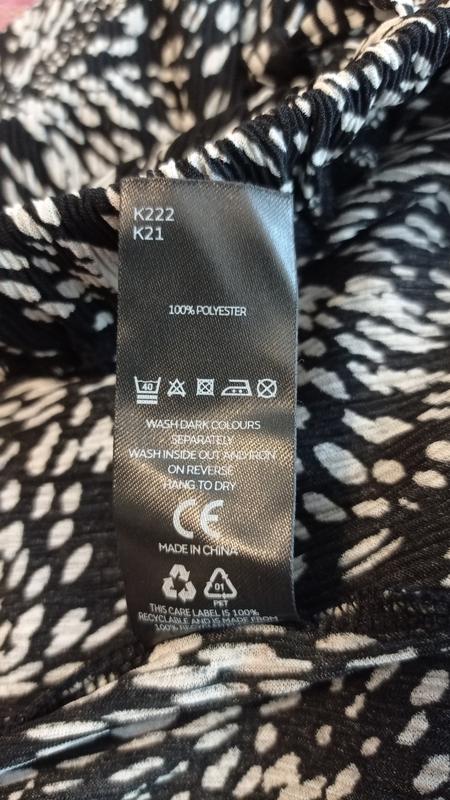 K222
K21
100% POLYESTER
40
WASH DARK COLOURS
SEPARATELY
WASH INSIDE OUT AND IRON
ON REVERSE
HANG TO DRY
CE
MADE IN CHINA
01
PET
THIS CARE LABEL IS 100%
RECYCLABLE AND IS MADE FROM
100%